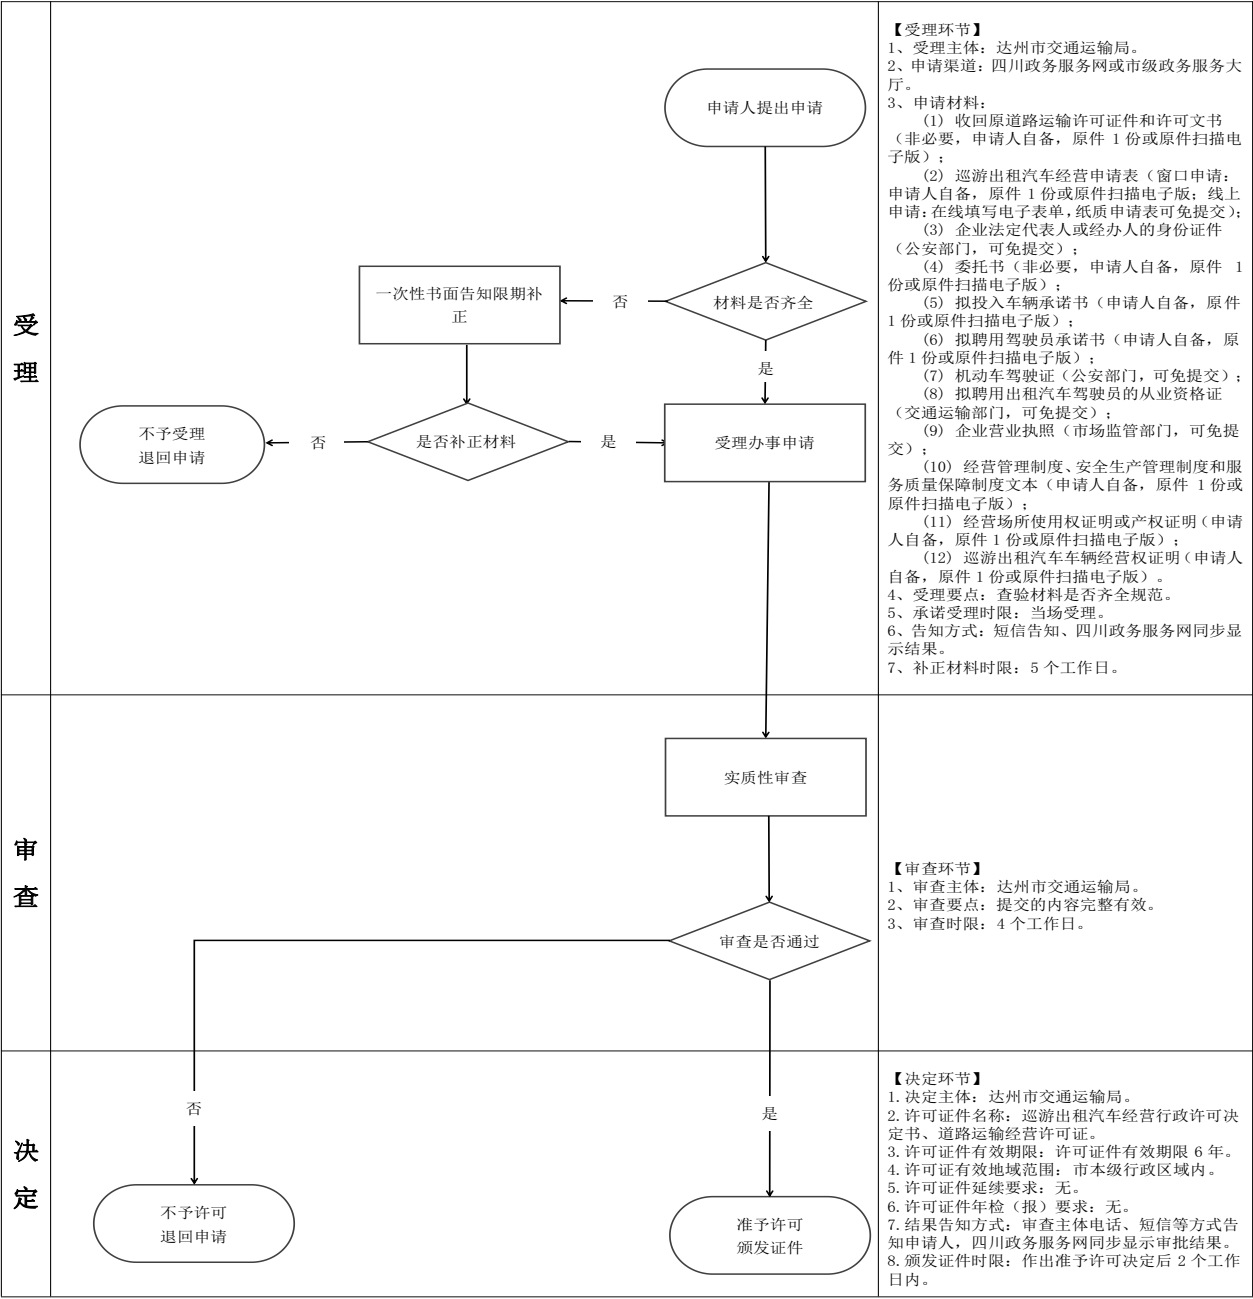 受
理
申请人提出申请
材料是否齐全
否
一次性书面告知限期补
正
是
是否补正材料
否
不予受理
退回申请
是
受理办事申请
【受理环节】
1、受理主体：达州市交通运输局。
2、申请渠道：四川政务服务网或市级政务服务大
厅。
3、申请材料：
（1）收回原道路运输许可证件和许可文书
（非必要，申请人自备，原件 1 份或原件扫描电
子版）；
（2）巡游出租汽车经营申请表（窗口申请：
申请人自备，原件 1 份或原件扫描电子版；线上
申请：在线填写电子表单，纸质申请表可免提交）；
（3）企业法定代表人或经办人的身份证件
（公安部门，可免提交）；
（4）委托书（非必要，申请人自备，原件 1
份或原件扫描电子版）；
（5）拟投入车辆承诺书（申请人自备，原件
1 份或原件扫描电子版）；
（6）拟聘用驾驶员承诺书（申请人自备，原
件 1 份或原件扫描电子版）；
（7）机动车驾驶证（公安部门，可免提交）；
（8）拟聘用出租汽车驾驶员的从业资格证
（交通运输部门，可免提交）；
（9）企业营业执照（市场监管部门，可免提
交）；
（10）经营管理制度、安全生产管理制度和服
务质量保障制度文本（申请人自备，原件 1 份或
原件扫描电子版）；
（11）经营场所使用权证明或产权证明（申请
人自备，原件 1 份或原件扫描电子版）；
（12）巡游出租汽车车辆经营权证明（申请人
自备，原件 1 份或原件扫描电子版）。
4、受理要点：查验材料是否齐全规范。
5、承诺受理时限：当场受理。
6、告知方式：短信告知、四川政务服务网同步显
示结果。
7、补正材料时限：5 个工作日。
审
查
实质性审查
审查是否通过
【审查环节】
1、审查主体：达州市交通运输局。
2、审查要点：提交的内容完整有效。
3、审查时限：4 个工作日。
决
定
否
不予许可
退回申请
是
准予许可
颁发证件
【决定环节】
1.决定主体：达州市交通运输局。
2.许可证件名称：巡游出租汽车经营行政许可决
定书、道路运输经营许可证。
3.许可证件有效期限：许可证件有效期限 6 年。
4.许可证有效地域范围：市本级行政区域内。
5.许可证件延续要求：无。
6.许可证件年检（报）要求：无。
7.结果告知方式：审查主体电话、短信等方式告
知申请人，四川政务服务网同步显示审批结果。
8.颁发证件时限：作出准予许可决定后 2 个工作
日内。